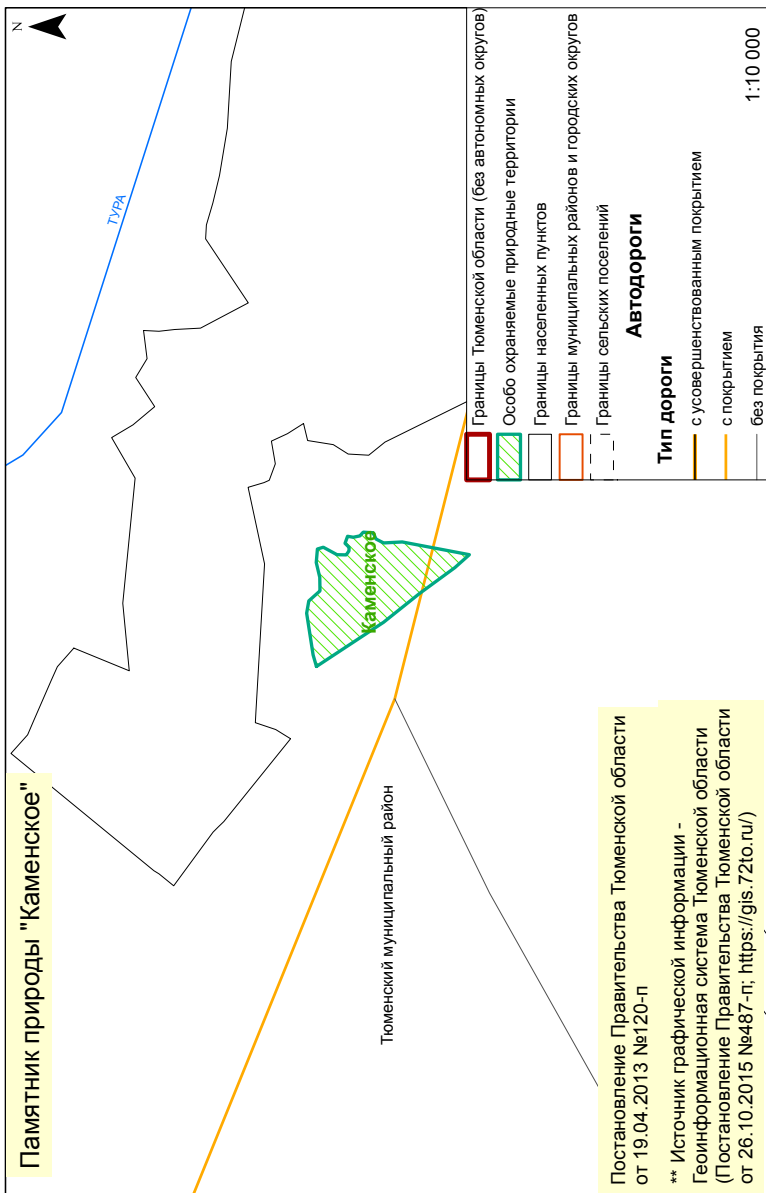 Памятник природы "Каменское"
N
ТУРА
Каменское
Тюменский муниципальный район
Постановление Правительства Тюменской области
от 19.04.2013 №120-п
** Источник графической информации -
Геоинформационная система Тюменской области
(Постановление Правительства Тюменской области
от 26.10.2015 №487-п; https://gis.72to.ru/)
Границы Тюменской области (без автономных округов)
Особо охраняемые природные территории
Границы населенных пунктов
Границы муниципальных районов и городских округов
Границы сельских поселений
Автодороги
Тип дороги
с усовершенствованным покрытием
с покрытием
без покрытия
1:10 000